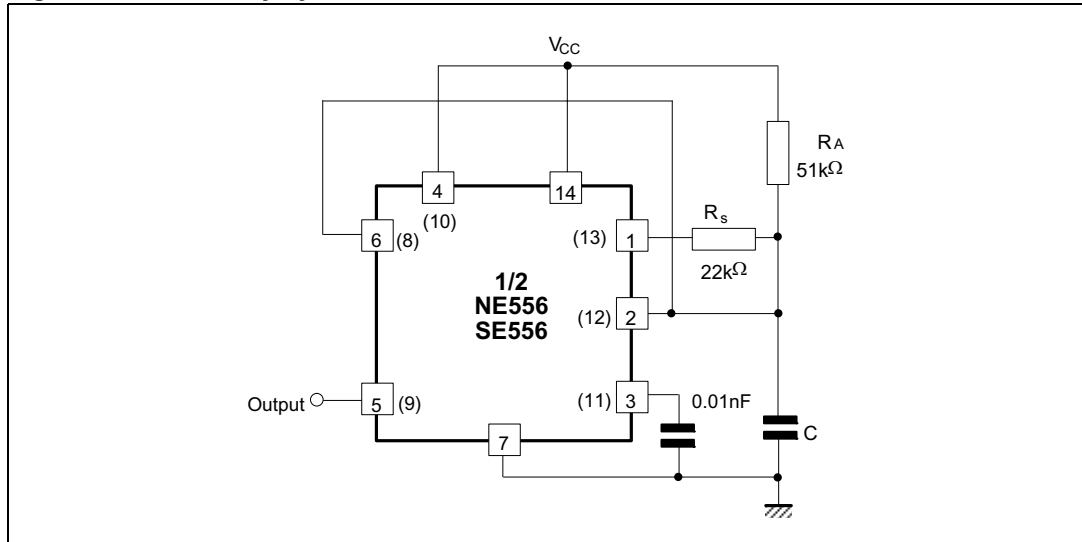 VCC
RA
51kΩ
4
14
(10)
Rs
6
(8)
(13)
1
22kΩ
1/2
NE556
SE556
(12)
2
Output
5
(9)
(11)
3
0.01nF
7
C